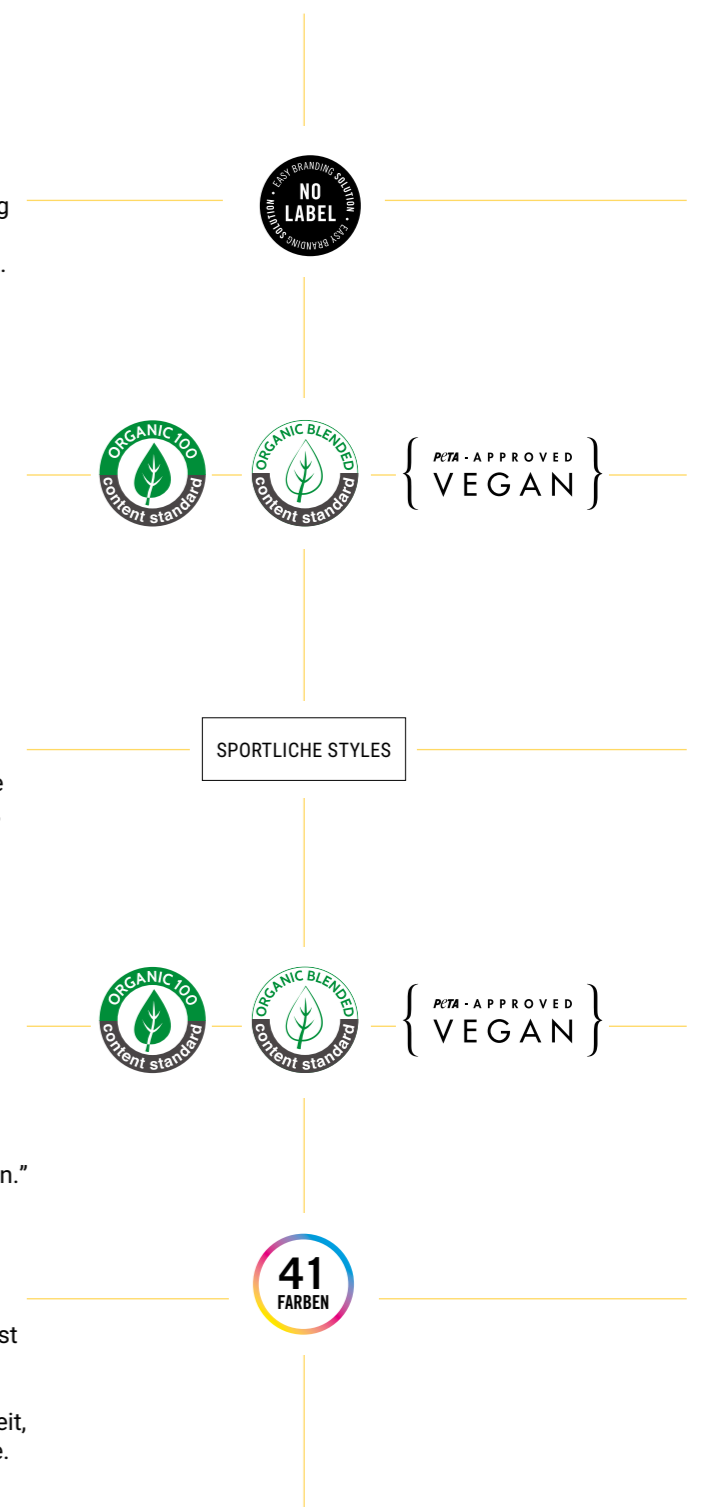 EASY BRANDING SOLUTION • EASY BRANDING SOLUTION •
NO
LABEL
g
.
ORGANIC 100
content standard
ORGANIC BLENDED
content standard
PETA - APPROVED
VEGAN
SPORTLICHE STYLES
e
ORGANIC 100
content standard
ORGANIC BLENDED
content standard
PETA - APPROVED
VEGAN
n.”
41
FARBEN
st
eit,
e.